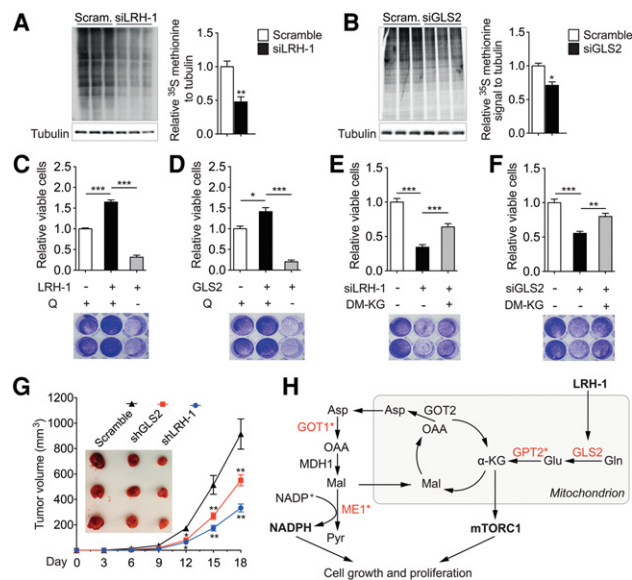 A
Scram. siLRH-1
Tubulin
Relative ³⁵S methionine
to tubulin
1.5
1.0
0.5
0.0
**
Scramble
siLRH-1
B
Scram. siGLS2
Tubulin
Relative ³⁵S methionine
signal to tubulin
1.5
1.0
0.5
0.0
*
Scramble
siGLS2
C
Relative viable cells
2.0
1.5
1.0
0.5
0.0
*** ***
LRH-1 - + +
Q + + -
D
Relative viable cells
2.0
1.5
1.0
0.5
0.0
* ***
GLS2 - + +
Q + + -
E
Relative viable cells
1.5
1.0
0.5
0.0
*** ***
siLRH-1 - + +
DM-KG - - +
F
Relative viable cells
1.5
1.0
0.5
0.0
*** **
siGLS2 - + +
DM-KG - - +
G
Tumor volume (mm³)
1200
1000
800
600
400
200
0
Scramble
shGLS2
shLRH-1
* ** **
* ** **
Day 0 3 6 9 12 15 18
H
LRH-1
Asp Asp GOT2
GOT1* OAA
OAA
MDH1
Mal Mal
α-KG GPT2* Glu GLS2 Gln
Mitochondrion
NADP⁺
ME1*
NADPH
Pyr
mTORC1
Cell growth and proliferation